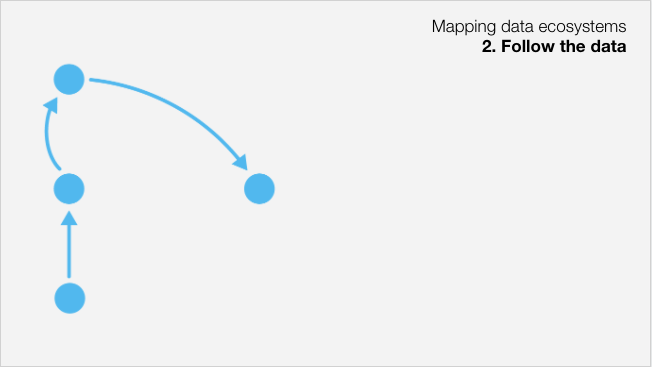 Mapping data ecosystems
2. Follow the data